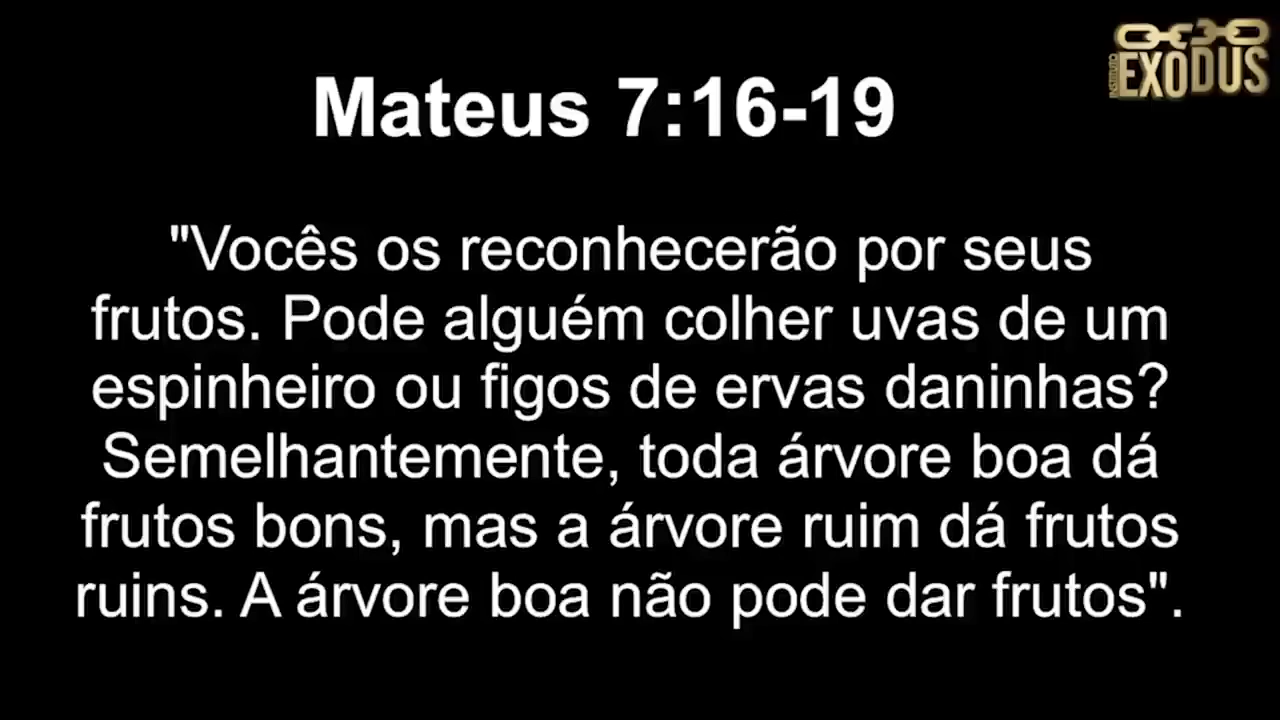 INSTITUTO
EXODUS
Mateus 7:16-19
"Vocês os reconhecerão por seus
frutos. Pode alguém colher uvas de um
espinheiro ou figos de ervas daninhas?
Semelhantemente, toda árvore boa dá
frutos bons, mas a árvore ruim dá frutos
ruins. A árvore boa não pode dar frutos".